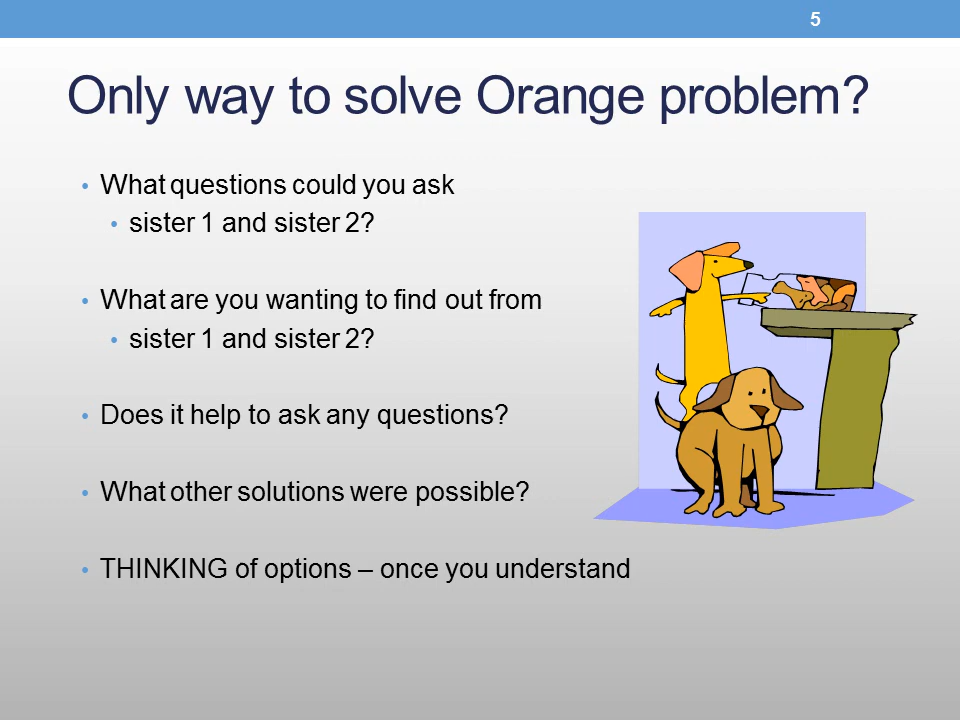 5
Only way to solve Orange problem?
• What questions could you ask
• sister 1 and sister 2?
• What are you wanting to find out from
• sister 1 and sister 2?
• Does it help to ask any questions?
• What other solutions were possible?
• THINKING of options – once you understand